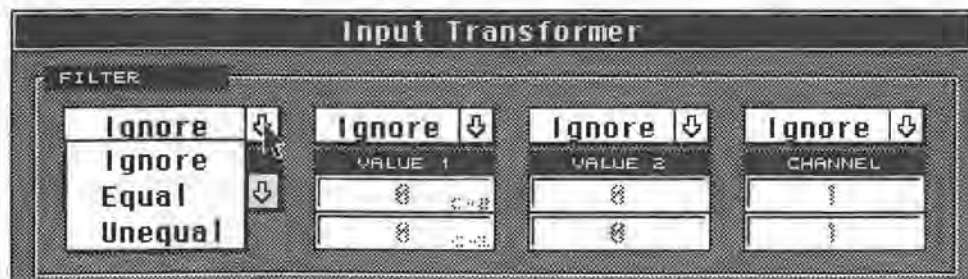 Input Transformer
FILTER
Ignore Ignore Ignore Ignore
Ignore VALUE 1 VALUE 2 CHANNEL
Equal 0 0 1
Unequal 0 0 1